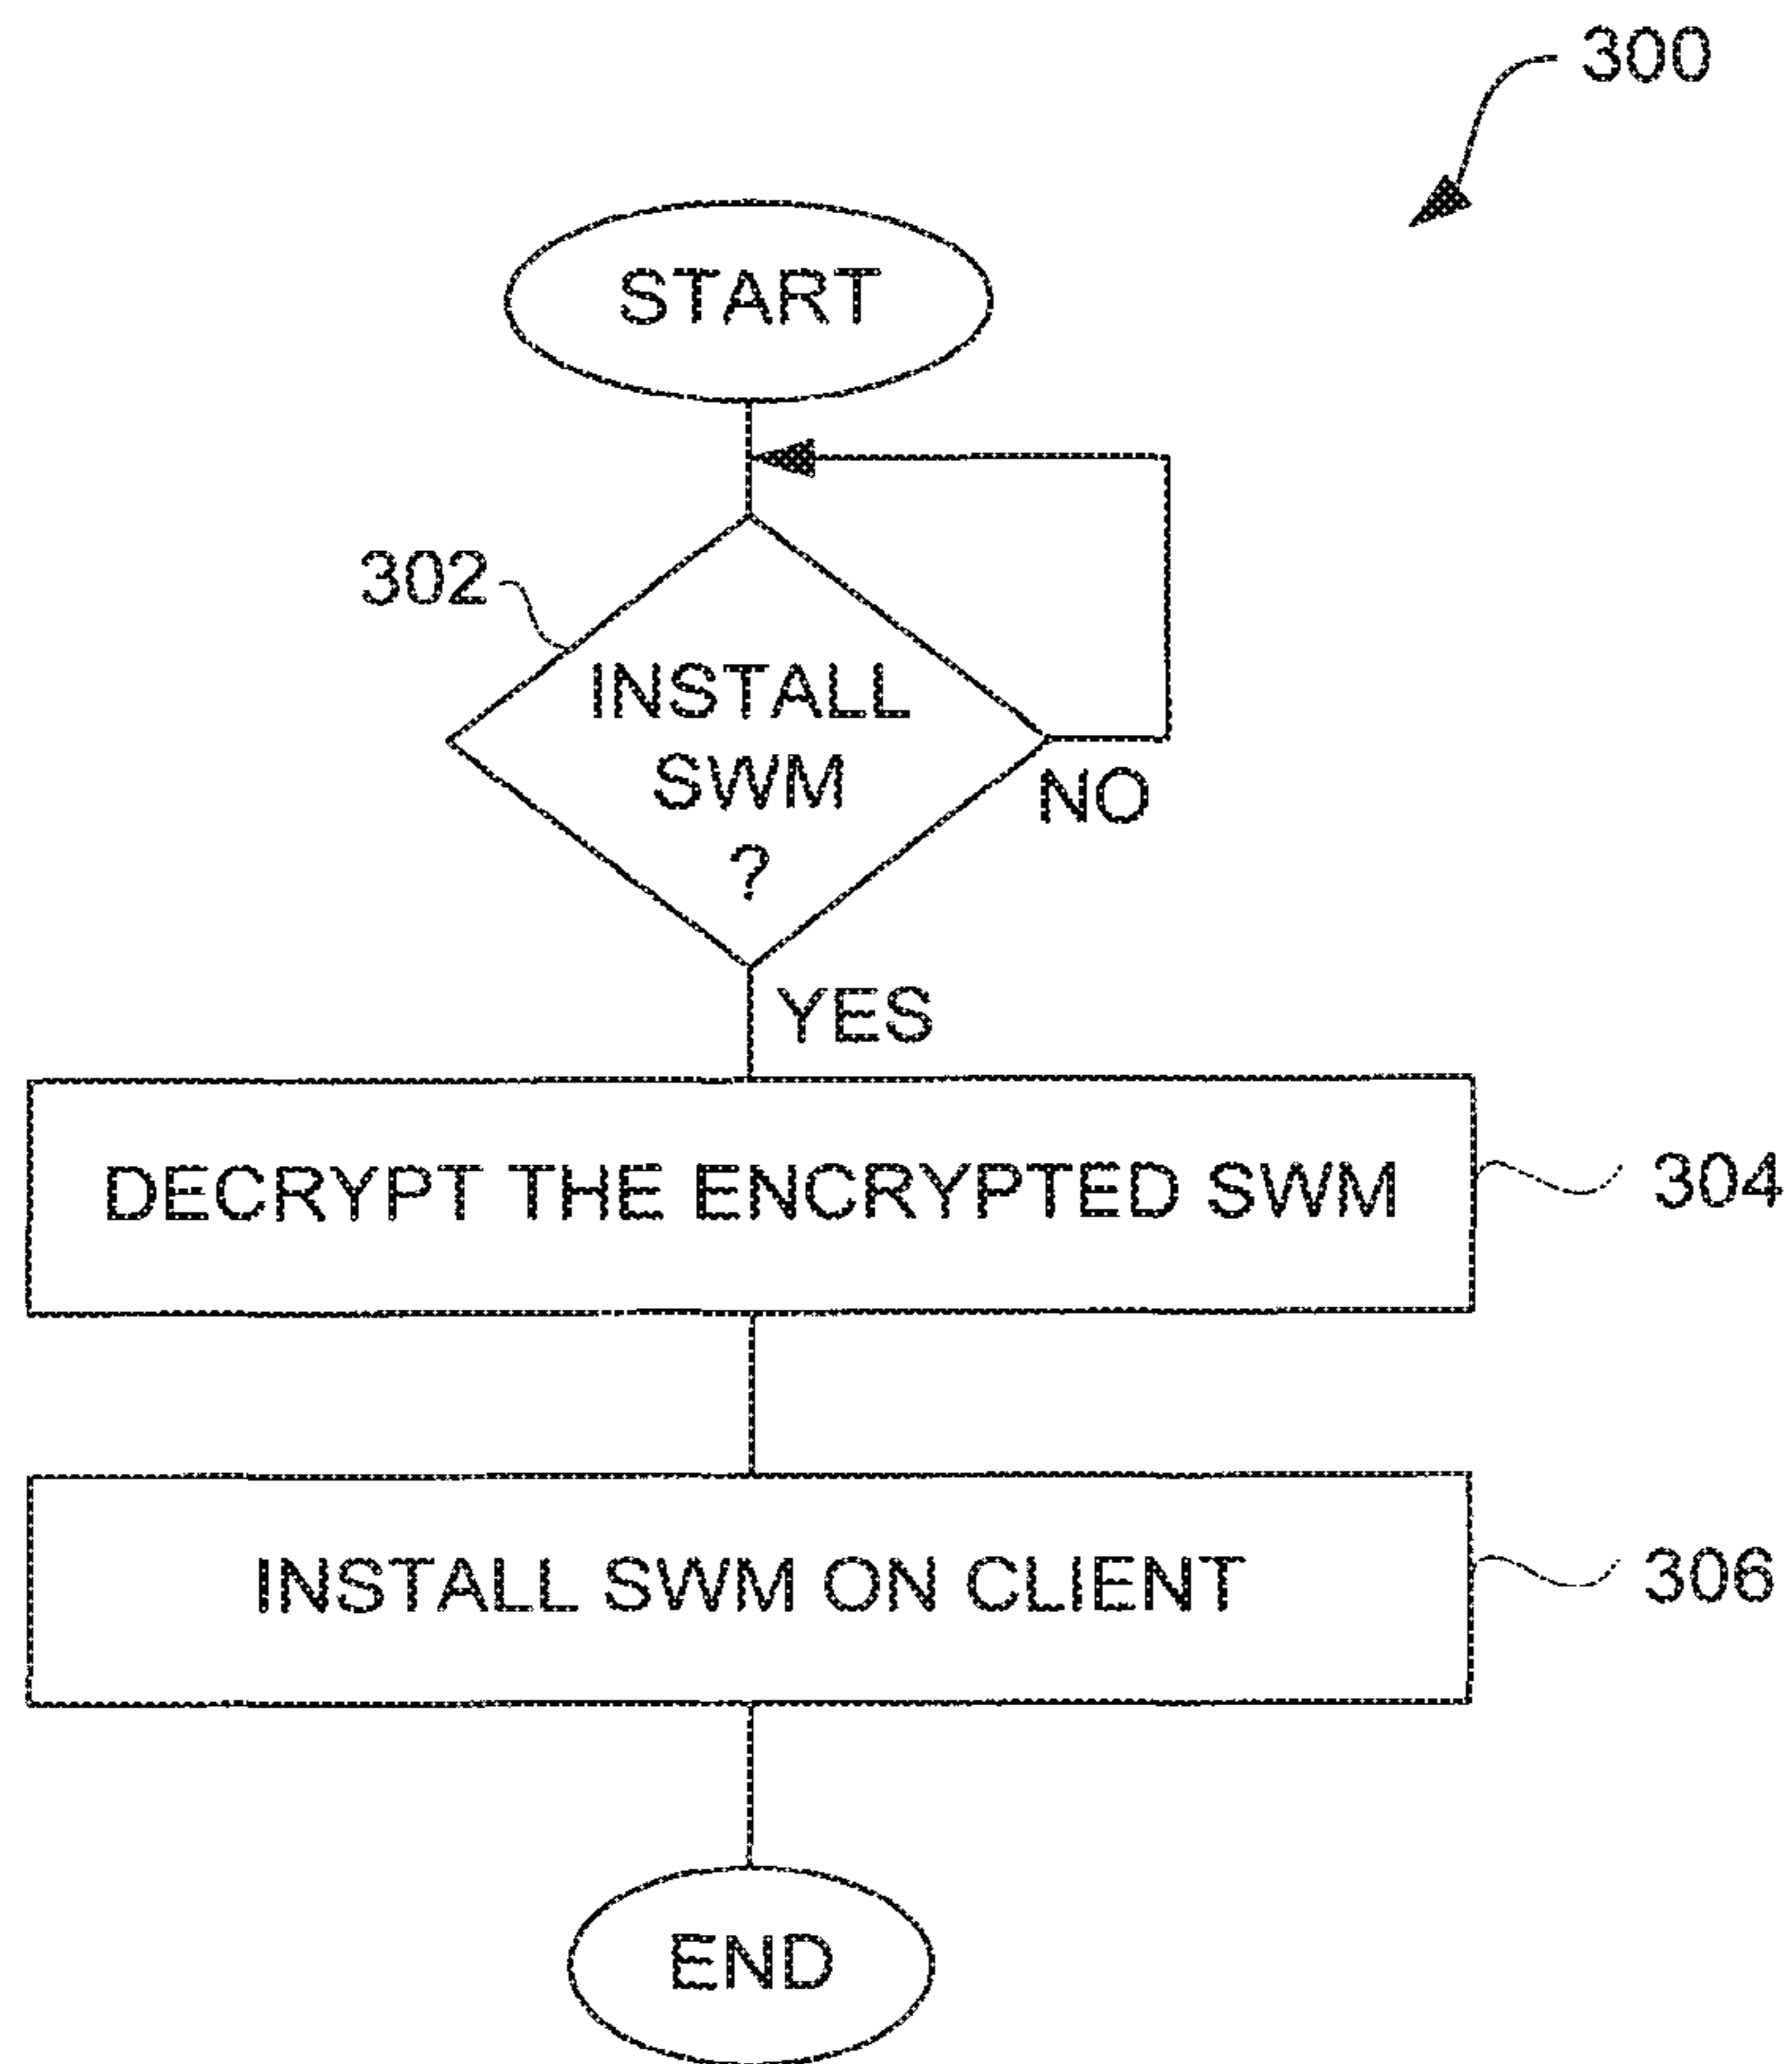 300
START
302
INSTALL
SWM
?
NO
YES
DECRYPT THE ENCRYPTED SWM
304
INSTALL SWM ON CLIENT
306
END